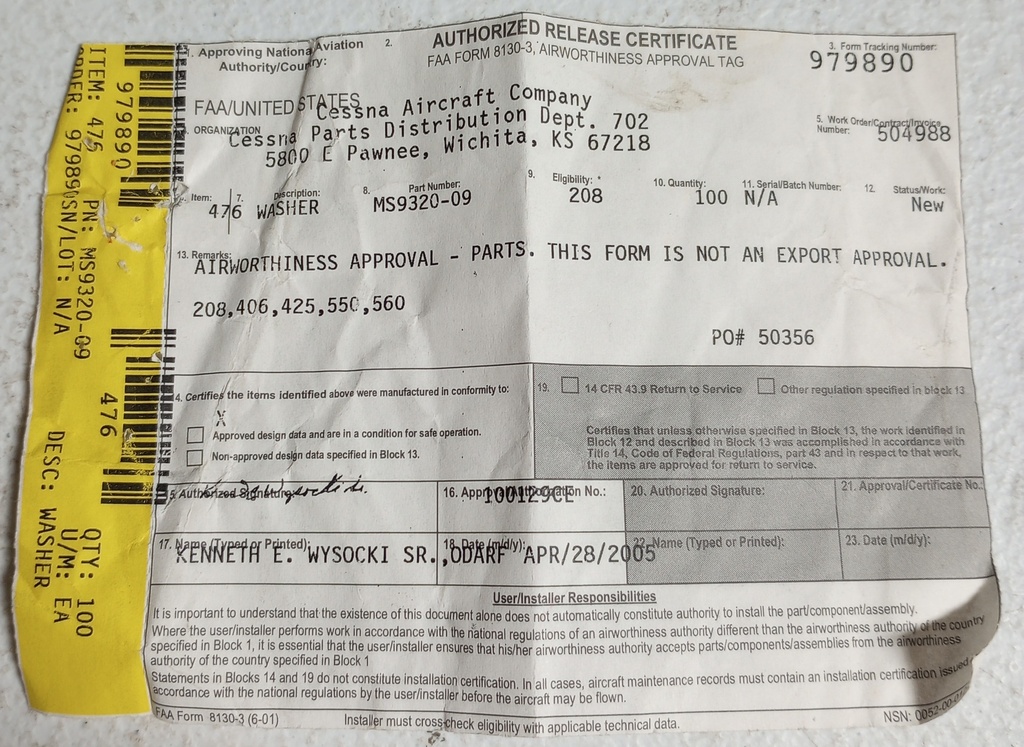 ITEM: 476
ORDER: 979890
979890
PN: MS9320-09
SN/LOT: N/A
476
DESC: WASHER
QTY: 100
U/M: EA
1. Approving National Aviation
Authority/Country:
FAA/UNITED STATES
2.
AUTHORIZED RELEASE CERTIFICATE
FAA FORM 8130-3, AIRWORTHINESS APPROVAL TAG
3. Form Tracking Number:
979890
ORGANIZATION
Cessna Aircraft Company
Cessna Parts Distribution Dept. 702
5800 E Pawnee, Wichita, KS 67218
5. Work Order/Contract/Invoice
Number: 504988
Item: 7. Description: 8. Part Number: 9. Eligibility: * 10. Quantity: 11. Serial/Batch Number: 12. Status/Work:
476 WASHER MS9320-09 208 100 N/A New
13. Remarks:
AIRWORTHINESS APPROVAL - PARTS. THIS FORM IS NOT AN EXPORT APPROVAL.
208,406,425,550,560
PO# 50356
4. Certifies the items identified above were manufactured in conformity to:
X
Approved design data and are in a condition for safe operation.
Non-approved design data specified in Block 13.
19. 14 CFR 43.9 Return to Service Other regulation specified in block 13
Certifies that unless otherwise specified in Block 13, the work identified in
Block 12 and described in Block 13 was accomplished in accordance with
Title 14, Code of Federal Regulations, part 43 and in respect to that work,
the items are approved for return to service.
5. Authorized Signature:
16. Approval/Authorization No.:
100129CE
20. Authorized Signature:
21. Approval/Certificate No.:
17. Name (Typed or Printed):
KENNETH E. WYSOCKI SR.,ODARF
18. Date (m/d/y):
APR/28/2005
22. Name (Typed or Printed):
23. Date (m/d/y):
User/Installer Responsibilities
It is important to understand that the existence of this document alone does not automatically constitute authority to install the part/component/assembly.
Where the user/installer performs work in accordance with the national regulations of an airworthiness authority different than the airworthiness authority of the country
specified in Block 1, it is essential that the user/installer ensures that his/her airworthiness authority accepts parts/components/assemblies from the airworthiness
authority of the country specified in Block 1
Statements in Blocks 14 and 19 do not constitute installation certification. In all cases, aircraft maintenance records must contain an installation certification issued
accordance with the national regulations by the user/installer before the aircraft may be flown.
FAA Form 8130-3 (6-01)
Installer must cross-check eligibility with applicable technical data.
NSN: